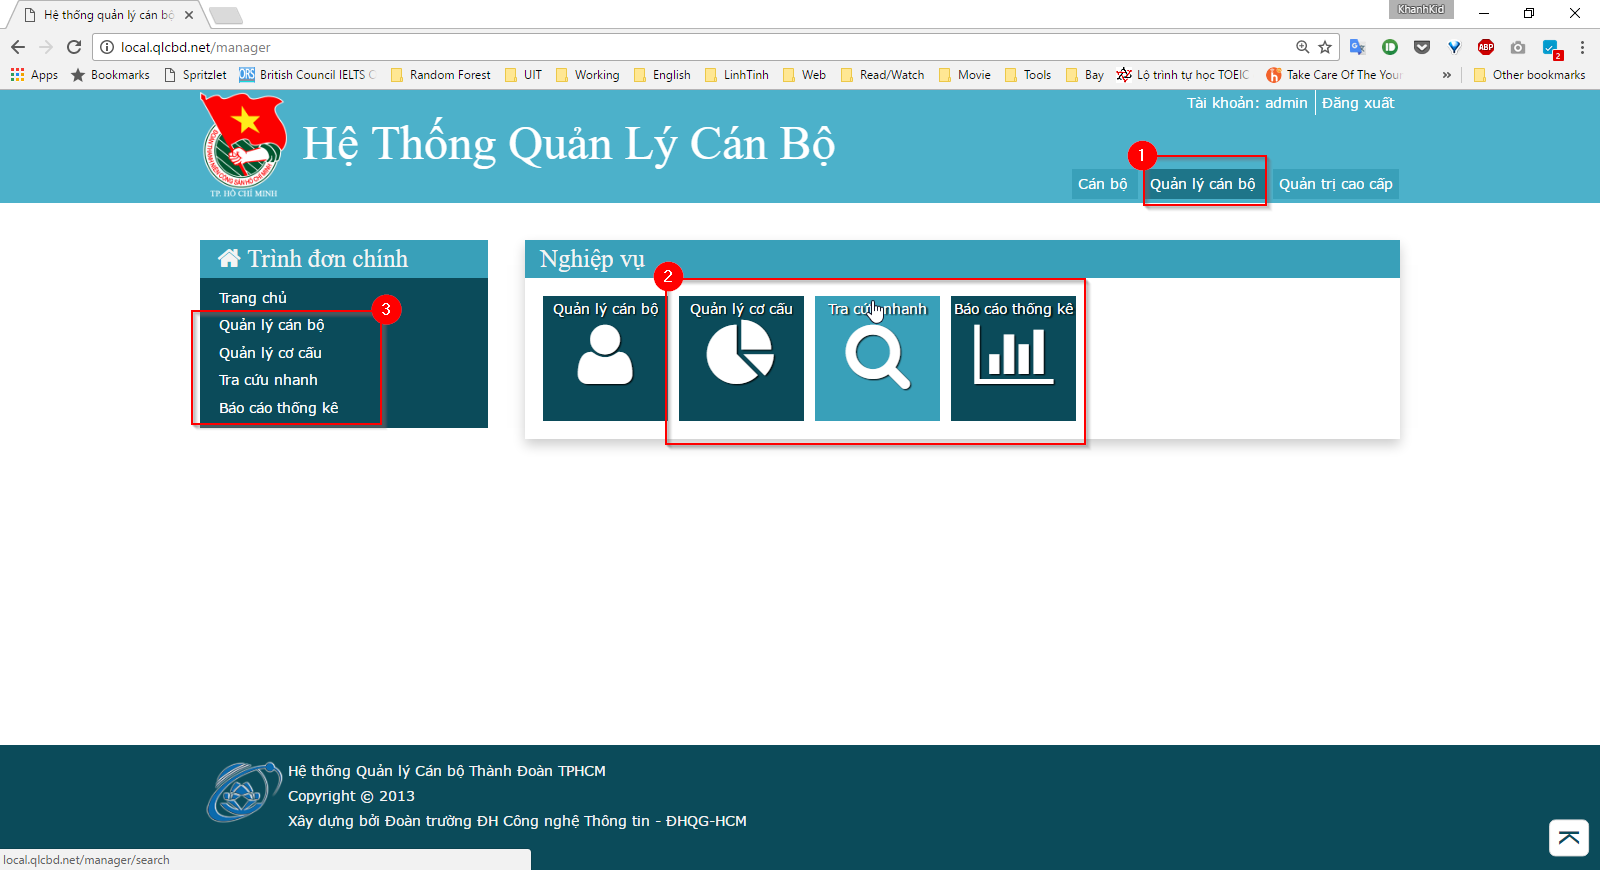 Hệ thống quản lý cán bộ
KhanhKid
local.qlcbd.net/manager
ABP
2
Apps
Bookmarks
Spritzlet
ORS
British Council IELTS
Random Forest
UIT
Working
English
LinhTinh
Web
Read/Watch
Movie
Tools
Bay
Lộ trình tự học TOEIC
Take Care Of The
»
Other bookmarks
TP. HỒ CHÍ MINH
Hệ Thống Quản Lý Cán Bộ
Tài khoản: admin
Đăng xuất
1
Cán bộ
Quản lý cán bộ
Quản trị cao cấp
Trình đơn chính
Trang chủ
3
Quản lý cán bộ
Quản lý cơ cấu
Tra cứu nhanh
Báo cáo thống kê
Nghiệp vụ
2
Quản lý cán bộ
Quản lý cơ cấu
Tra cứu nhanh
Báo cáo thống kê
Hệ thống Quản lý Cán bộ Thành Đoàn TPHCM
Copyright © 2013
Xây dựng bởi Đoàn trường ĐH Công nghệ Thông tin - ĐHQG-HCM
local.qlcbd.net/manager/search